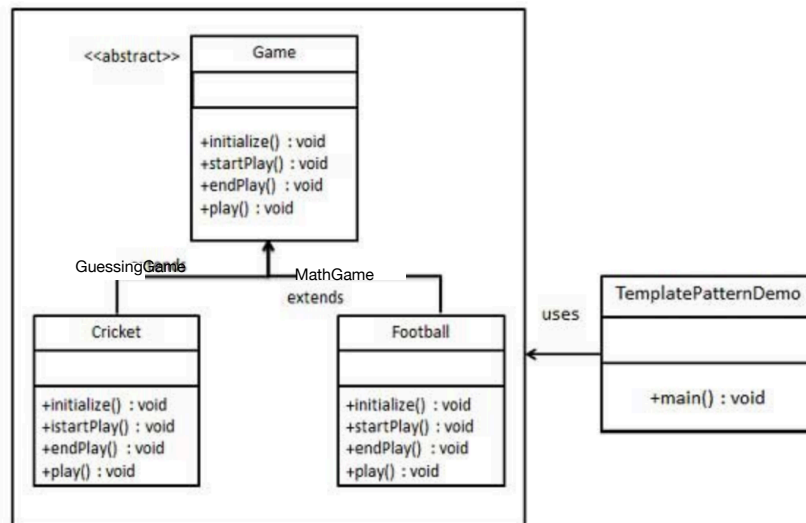 <<abstract>>
Game
+initialize() : void
+startPlay() : void
+endPlay() : void
+play() : void
GuessingGame
MathGame
extends
Cricket
+initialize() : void
+istartPlay() : void
+endPlay() : void
+play() : void
Football
+initialize() : void
+startPlay() : void
+endPlay() : void
+play() : void
uses
TemplatePatternDemo
+main() : void